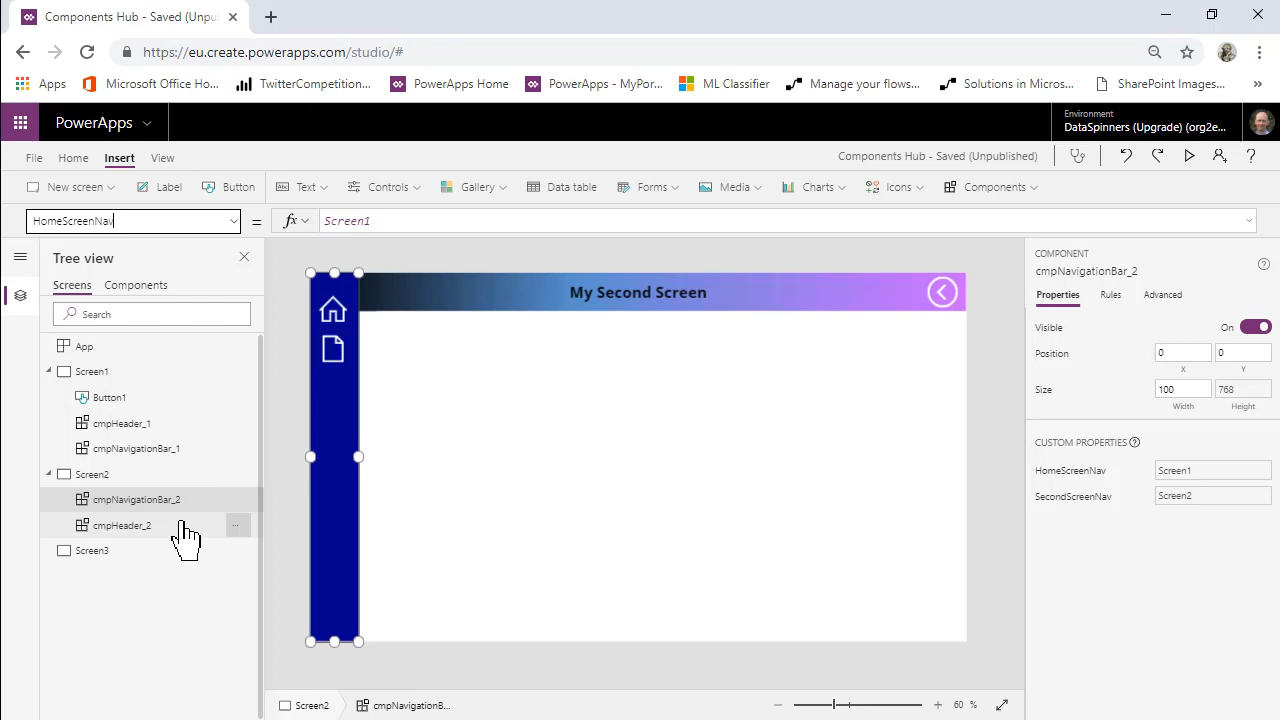 Components Hub - Saved (Unpu
https://eu.create.powerapps.com/studio/#
Apps Microsoft Office Ho... TwitterCompetition... PowerApps Home PowerApps - MyPor... ML Classifier Manage your flows... Solutions in Micros... SharePoint Images... »
PowerApps
Environment
DataSpinners (Upgrade) (org2e...
File Home Insert View Components Hub - Saved (Unpublished) ?
New screen Label Button Text Controls Gallery Data table Forms Media Charts Icons Components
HomeScreenNav = fx Screen1
Tree view
Screens Components
Search
App
Screen1
Button1
cmpHeader_1
cmpNavigationBar_1
Screen2
cmpNavigationBar_2
cmpHeader_2 ...
Screen3
My Second Screen
COMPONENT
cmpNavigationBar_2
Properties Rules Advanced
Visible On
Position 0 0
X Y
Size 100 768
Width Height
CUSTOM PROPERTIES
HomeScreenNav Screen1
SecondScreenNav Screen2
Screen2 cmpNavigationB... 60 %